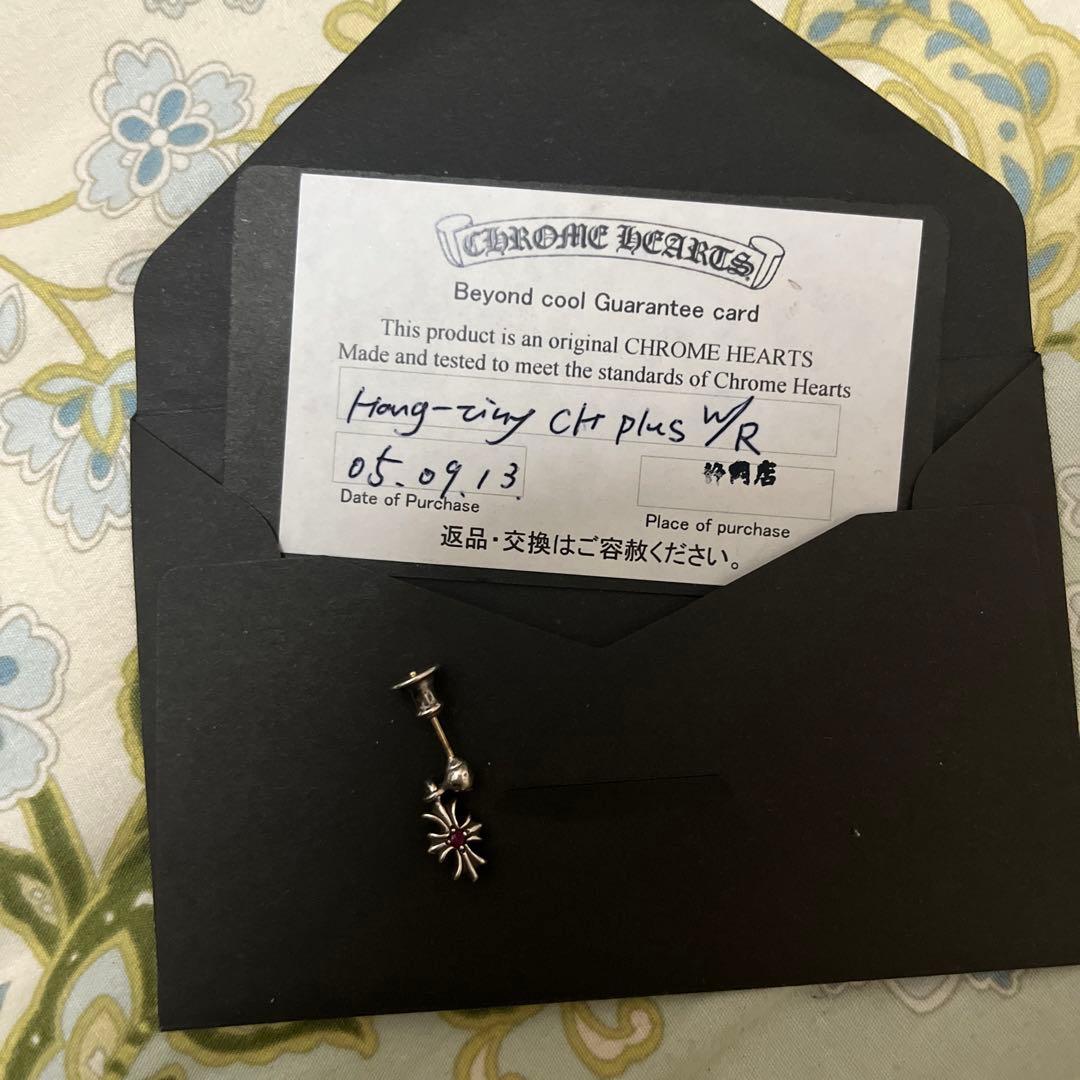 CHROME HEARTS
Beyond cool Guarantee card
This product is an original CHROME HEARTS
Made and tested to meet the standards of Chrome Hearts
CH plus W/R
05.09.13
Date of Purchase
店
Place of purchase
返品・交換はご容赦ください。